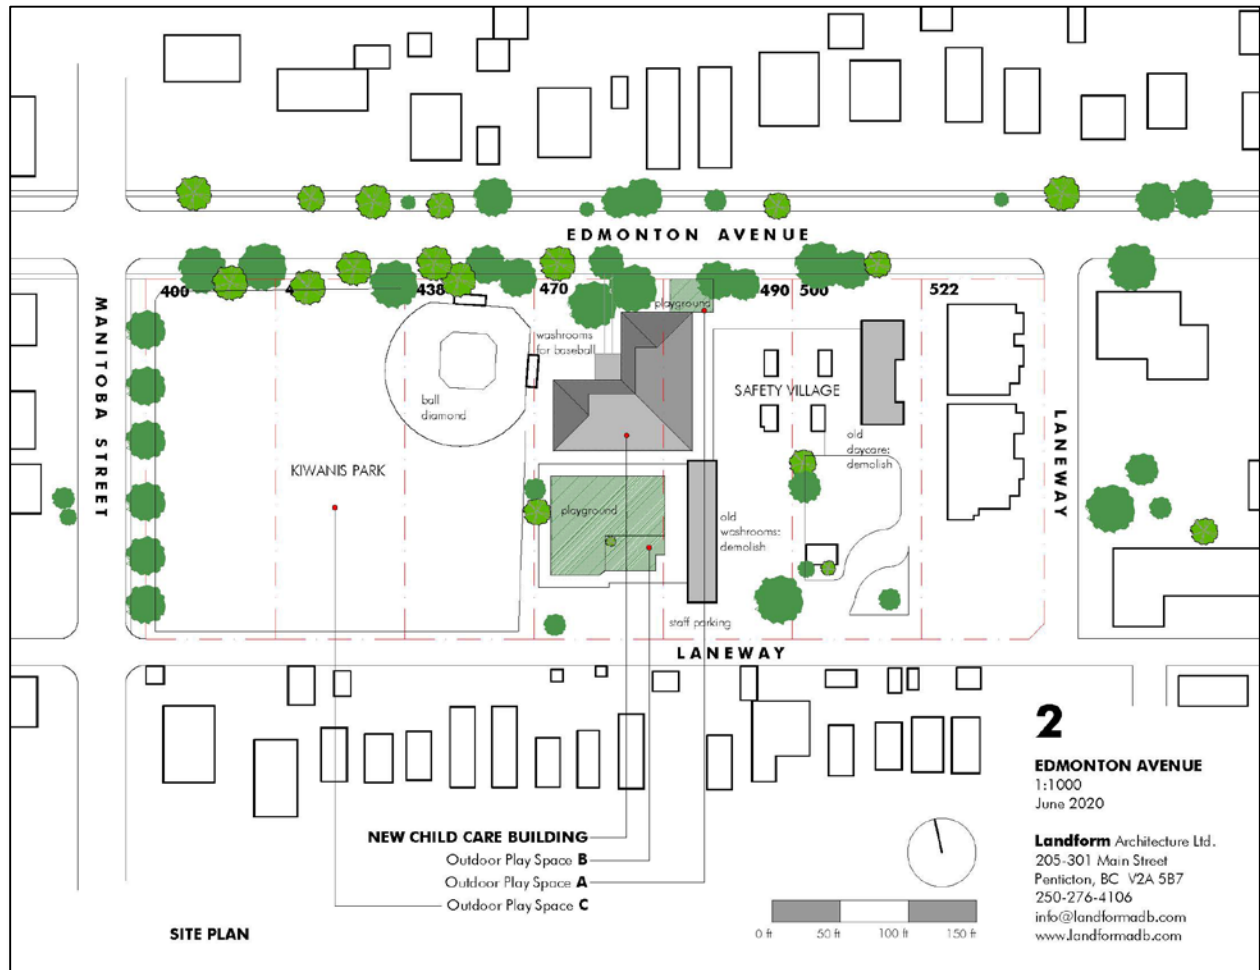 EDMONTON AVENUE
400
4
438
470
490
500
522
MANITOBA STREET
playground
washrooms
for baseball
SAFETY VILLAGE
ball
diamond
old
daycare:
demolish
LANEWAY
KIWANIS PARK
playground
old
washrooms:
demolish
staff parking
LANEWAY
2
EDMONTON AVENUE
1:1000
June 2020
NEW CHILD CARE BUILDING
Outdoor Play Space B
Outdoor Play Space A
Outdoor Play Space C
Landform Architecture Ltd.
205-301 Main Street
Penticton, BC V2A 5B7
250-276-4106
info@landformadb.com
www.landformadb.com
SITE PLAN
0 ft 50 ft 100 ft 150 ft